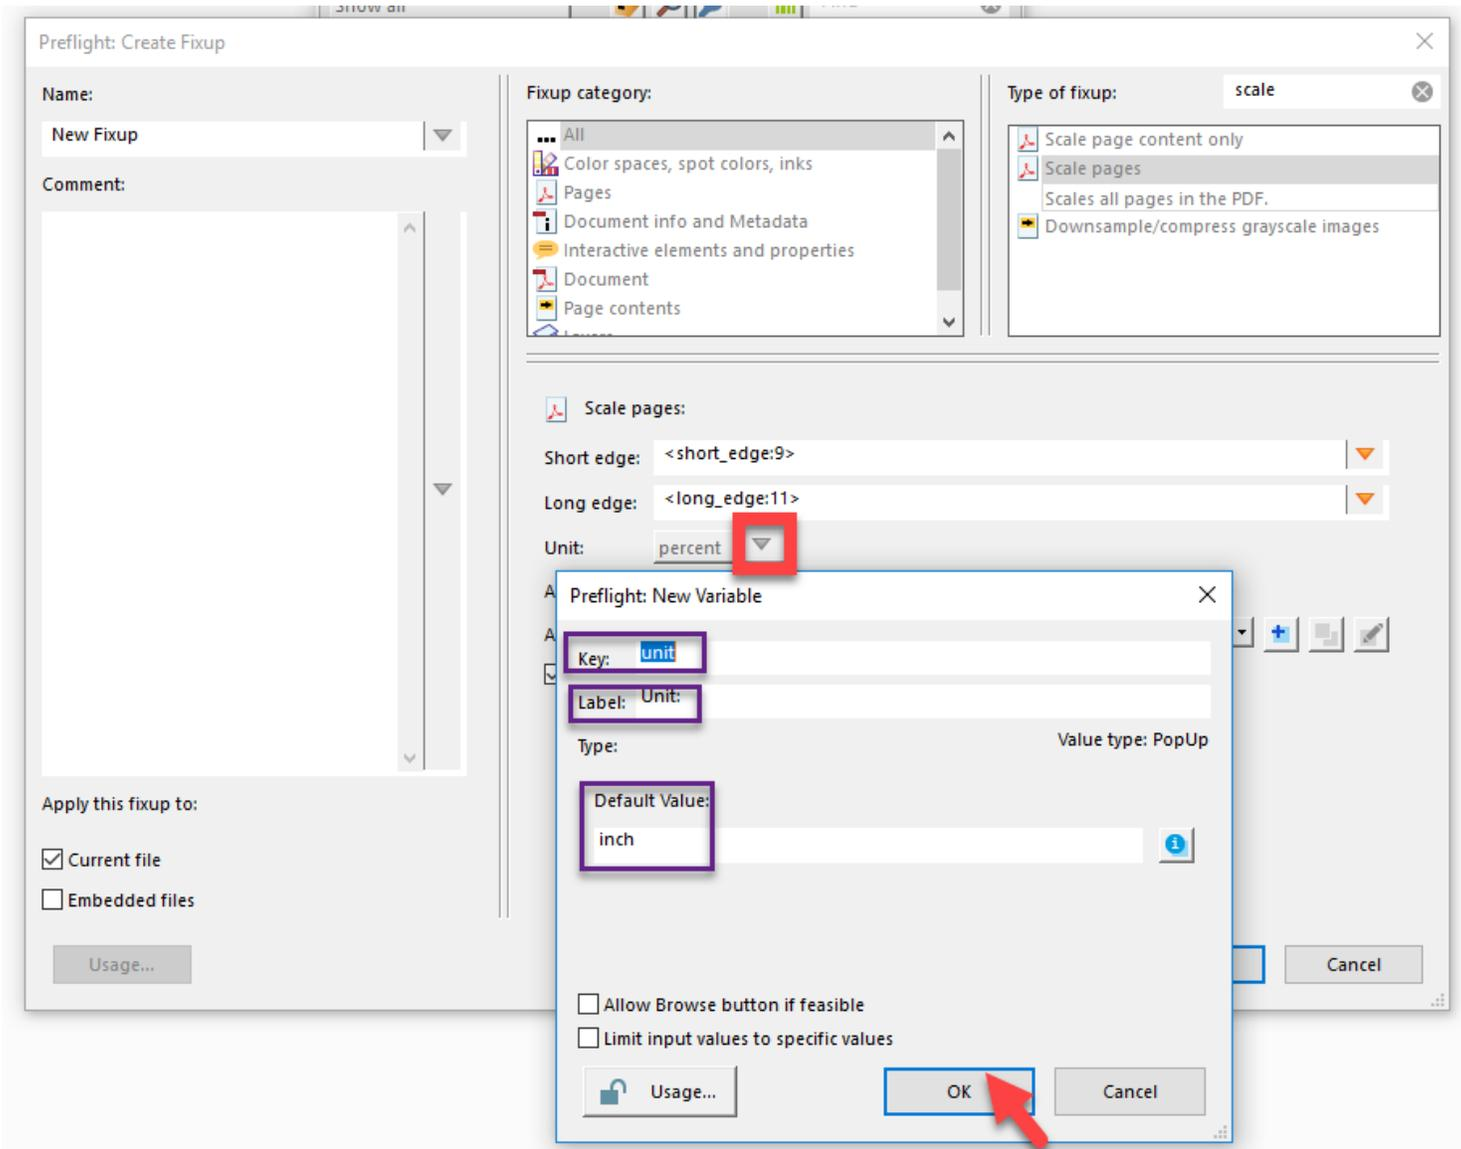 Show all
Preflight: Create Fixup
Name:
New Fixup
Comment:
Apply this fixup to:
Current file
Embedded files
Usage...
Fixup category:
All
Color spaces, spot colors, inks
Pages
Document info and Metadata
Interactive elements and properties
Document
Page contents
Layers
Type of fixup:
scale
Scale page content only
Scale pages
Scales all pages in the PDF.
Downsample/compress grayscale images
Scale pages:
Short edge: <short_edge:9>
Long edge: <long_edge:11>
Unit: percent
A
A
Cancel
Preflight: New Variable
Key: unit
Label: Unit:
Type:
Value type: PopUp
Default Value:
inch
Allow Browse button if feasible
Limit input values to specific values
Usage...
OK
Cancel